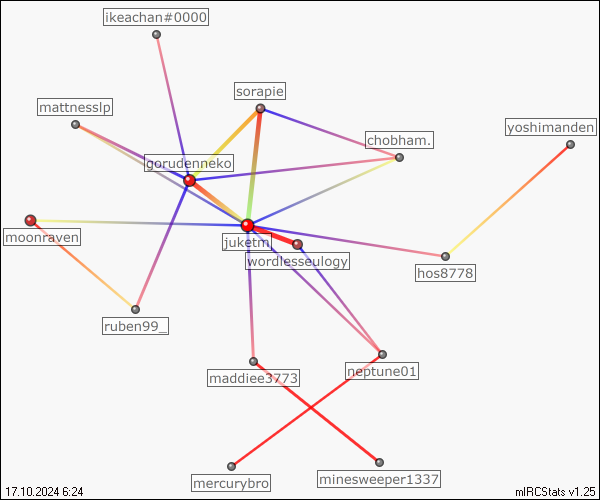 ikeachan#0000
sorapie
mattnesslp
yoshimanden
chobham.
gorudenneko
moonraven
juketm
wordlesseulogy
hos8778
ruben99_
maddiee3773
neptune01
mercurybro
minesweeper1337
17.10.2024 6:24
mIRCStats v1.25